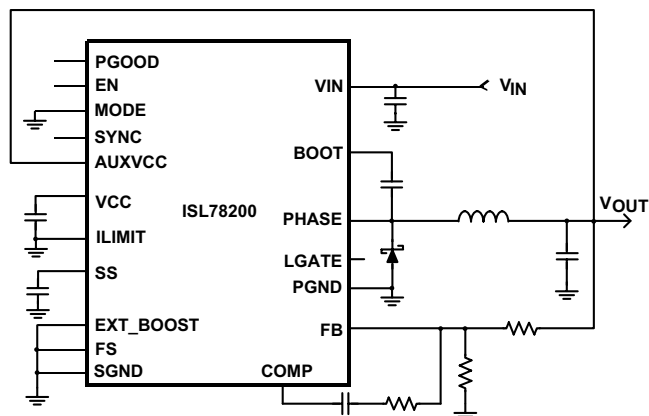 PGOOD
EN
MODE
SYNC
AUXVCC
VCC
ILIMIT
SS
EXT_BOOST
FS
SGND
ISL78200
VIN
BOOT
PHASE
LGATE
PGND
FB
COMP
VIN
VOUT